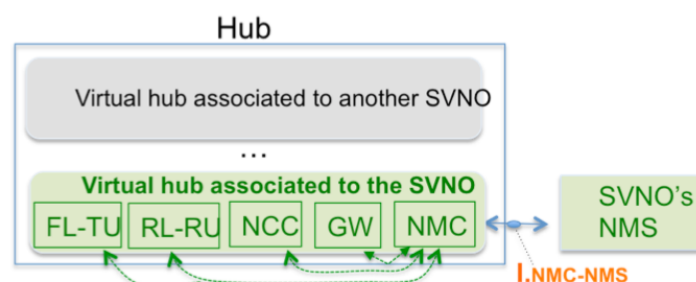 Hub
Virtual hub associated to another SVNO
...
Virtual hub associated to the SVNO
FL-TU RL-RU NCC GW NMC
SVNO's
NMS
I.NMC-NMS